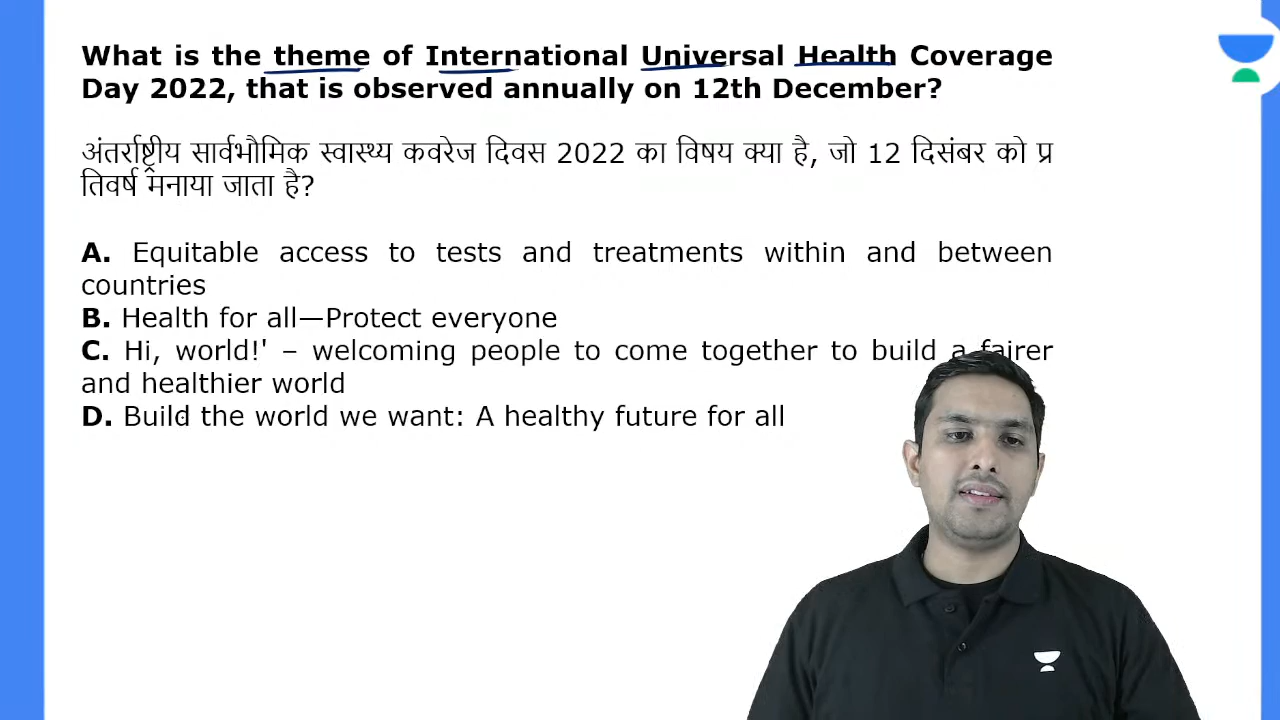 What is the theme of International Universal Health Coverage
Day 2022, that is observed annually on 12th December?
अंतर्राष्ट्रीय सार्वभौमिक स्वास्थ्य कवरेज दिवस 2022 का विषय क्या है, जो 12 दिसंबर को प्र
तिवर्ष मनाया जाता है?
A. Equitable access to tests and treatments within and between
countries
B. Health for all—Protect everyone
C. Hi, world!' – welcoming people to come together to build a fairer
and healthier world
D. Build the world we want: A healthy future for all